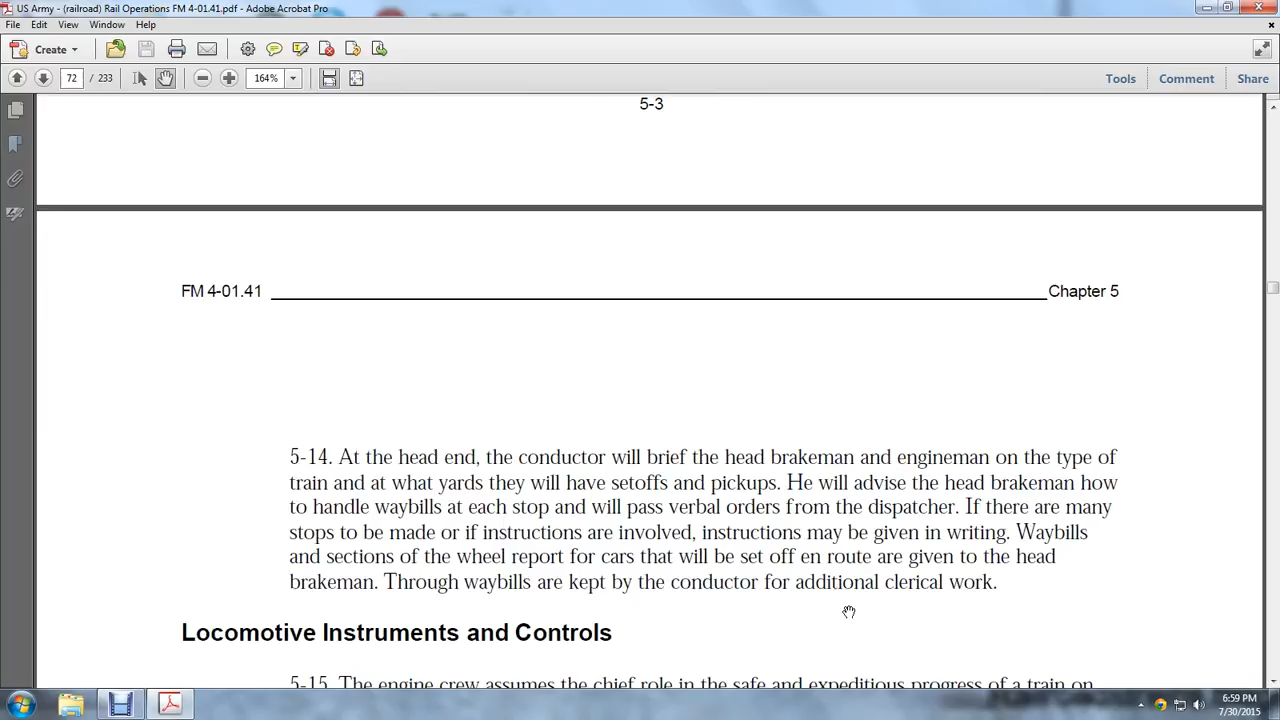 US Army - (railroad) Rail Operations FM 4-01.41.pdf - Adobe Acrobat Pro
File Edit View Window Help
Create
72 / 233
164%
Tools Comment Share
5-3
FM 4-01.41 Chapter 5
5-14. At the head end, the conductor will brief the head brakeman and engineman on the type of
train and at what yards they will have setoffs and pickups. He will advise the head brakeman how
to handle waybills at each stop and will pass verbal orders from the dispatcher. If there are many
stops to be made or if instructions are involved, instructions may be given in writing. Waybills
and sections of the wheel report for cars that will be set off en route are given to the head
brakeman. Through waybills are kept by the conductor for additional clerical work.
Locomotive Instruments and Controls
5-15. The engine crew assumes the chief role in the safe and expeditious progress of a train on
6:59 PM
7/30/2015